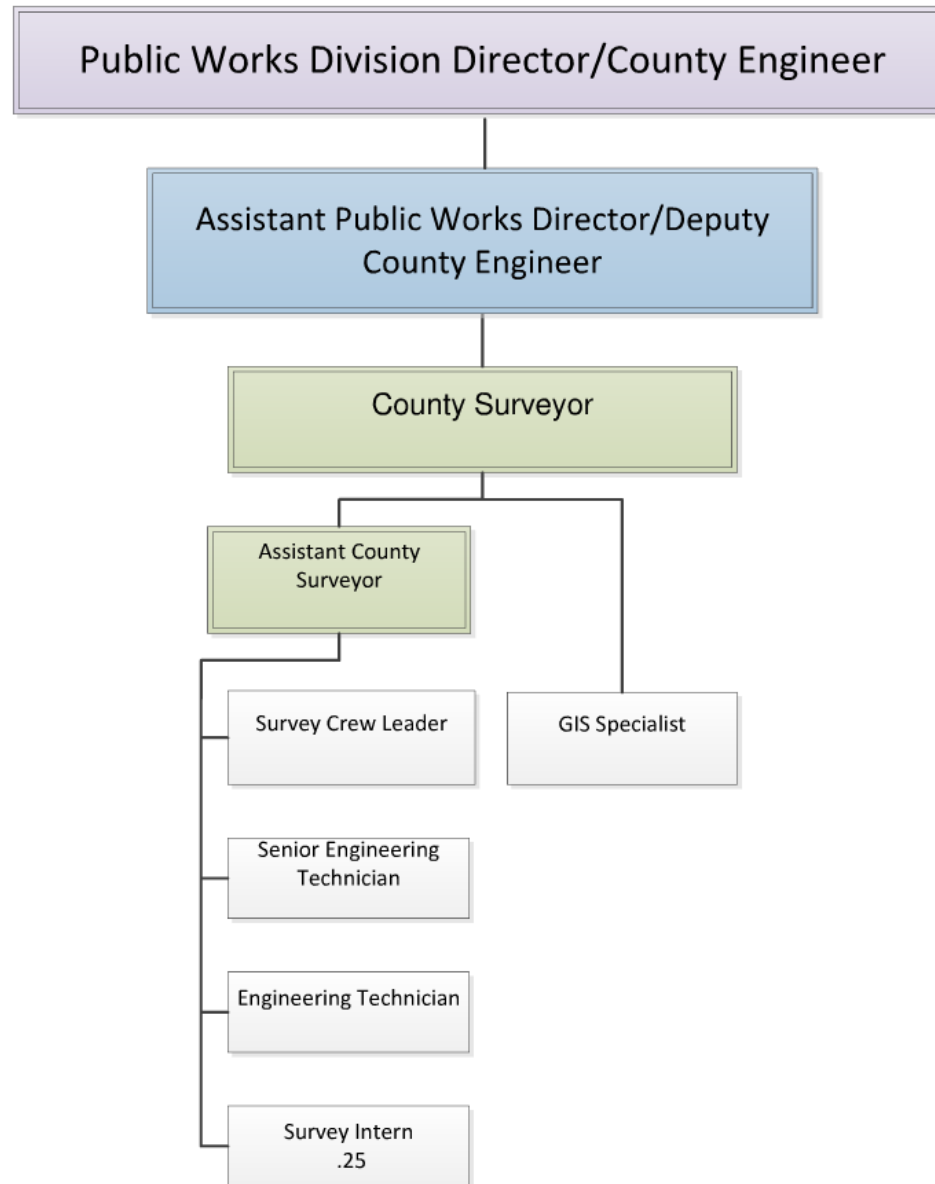 Public Works Division Director/County Engineer
Assistant Public Works Director/Deputy
County Engineer
County Surveyor
Assistant County
Surveyor
Survey Crew Leader
GIS Specialist
Senior Engineering
Technician
Engineering Technician
Survey Intern
.25